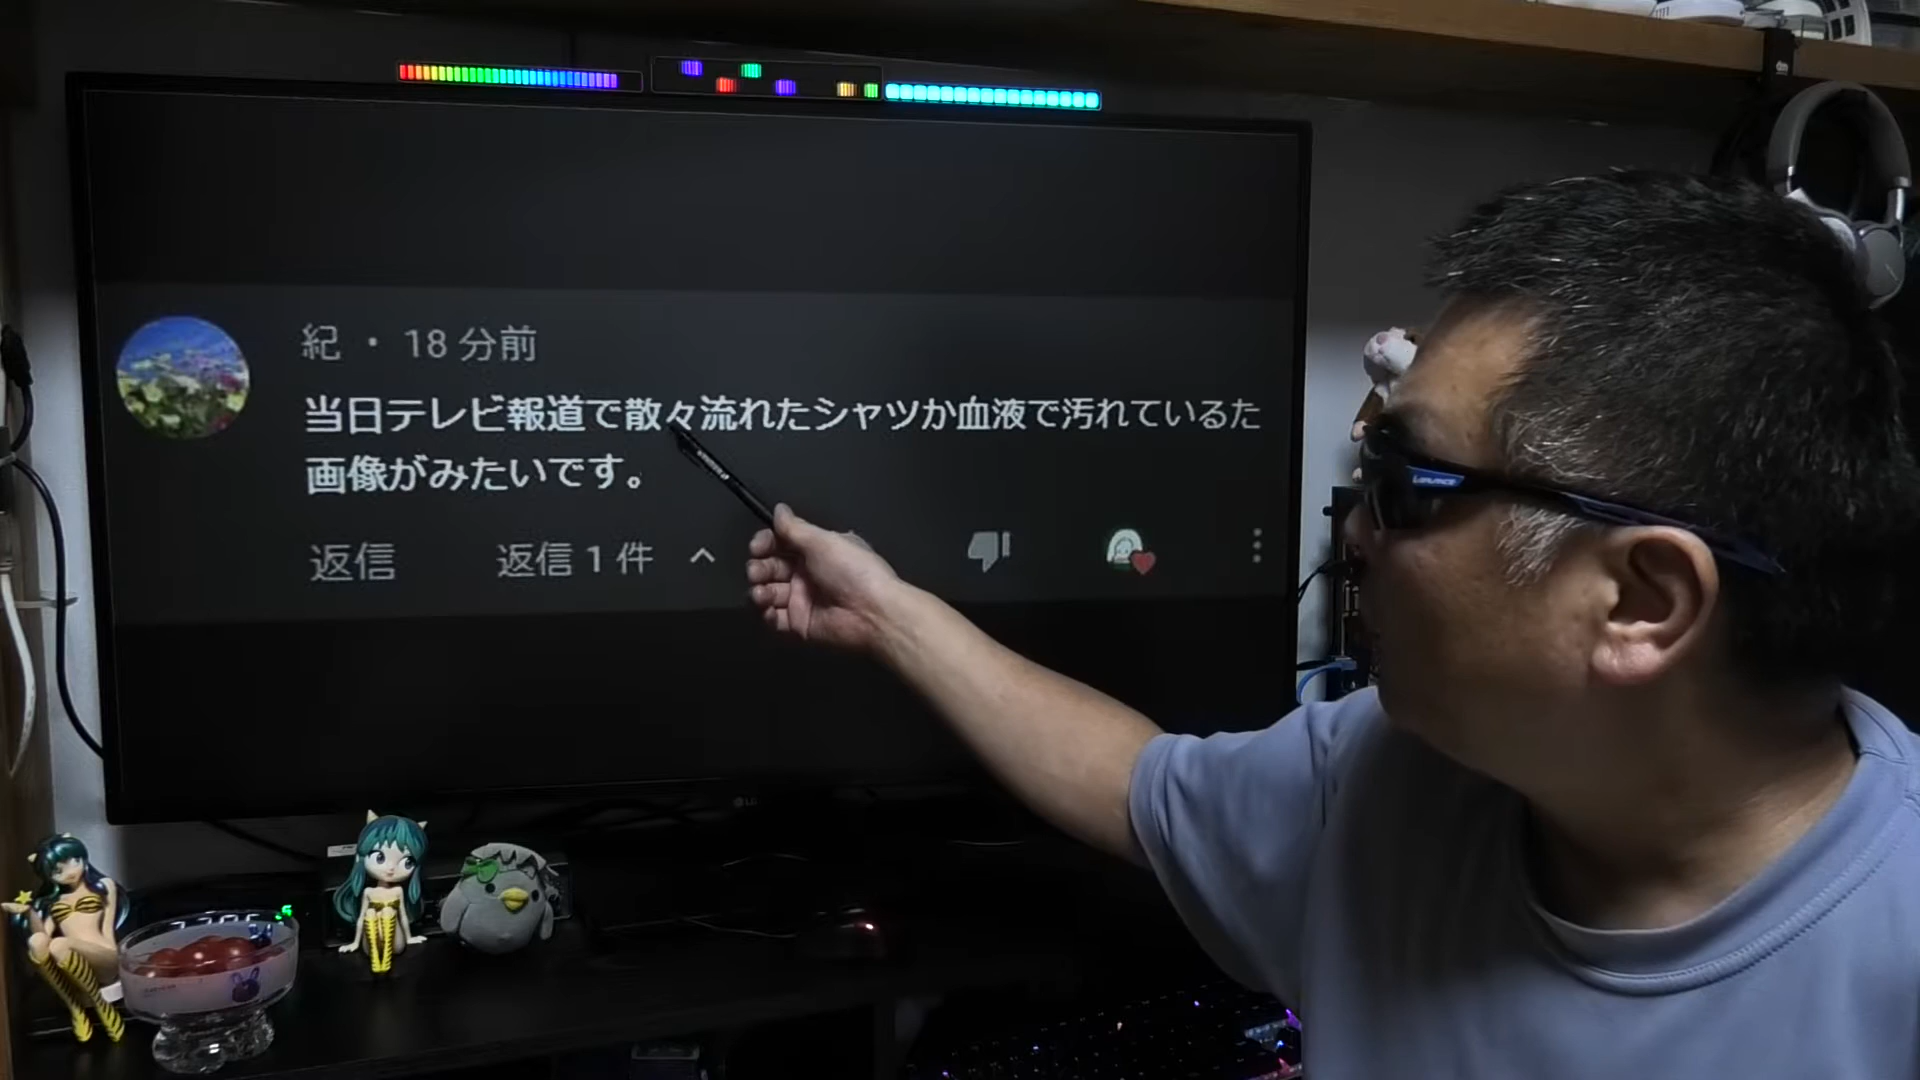 紀 ・ 18 分前
当日テレビ報道で散々流れたシャツか血液で汚れているた
画像がみたいです。
返信 返信 1 件
LG